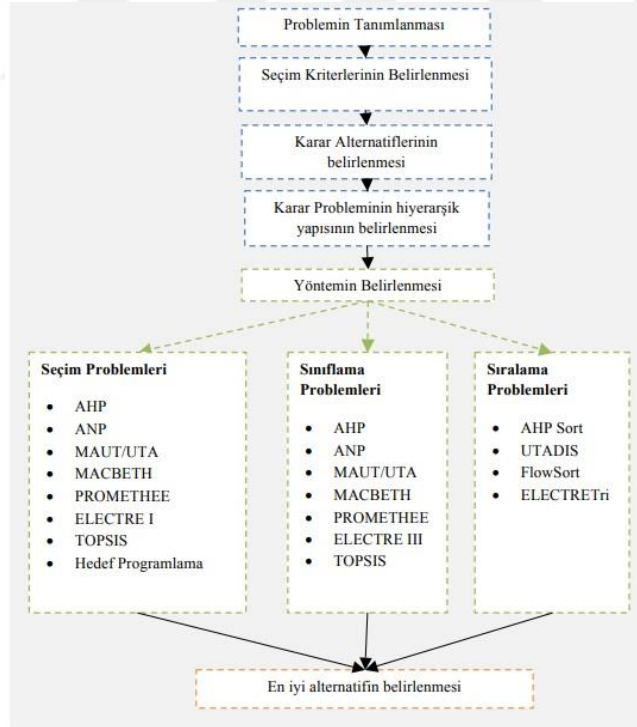 Problemin Tanımlanması
Seçim Kriterlerinin Belirlenmesi
Karar Alternatiflerinin
belirlenmesi
Karar Probleminin hiyerarşik
yapısının belirlenmesi
Yöntemin Belirlenmesi
Seçim Problemleri
• AHP
• ANP
• MAUT/UTA
• MACBETH
• PROMETHEE
• ELECTRE I
• TOPSIS
• Hedef Programlama
Sınıflama
Problemleri
• AHP
• ANP
• MAUT/UTA
• MACBETH
• PROMETHEE
• ELECTRE III
• TOPSIS
Sıralama
Problemleri
• AHP Sort
• UTADIS
• FlowSort
• ELECTRETri
En iyi alternatifin belirlenmesi